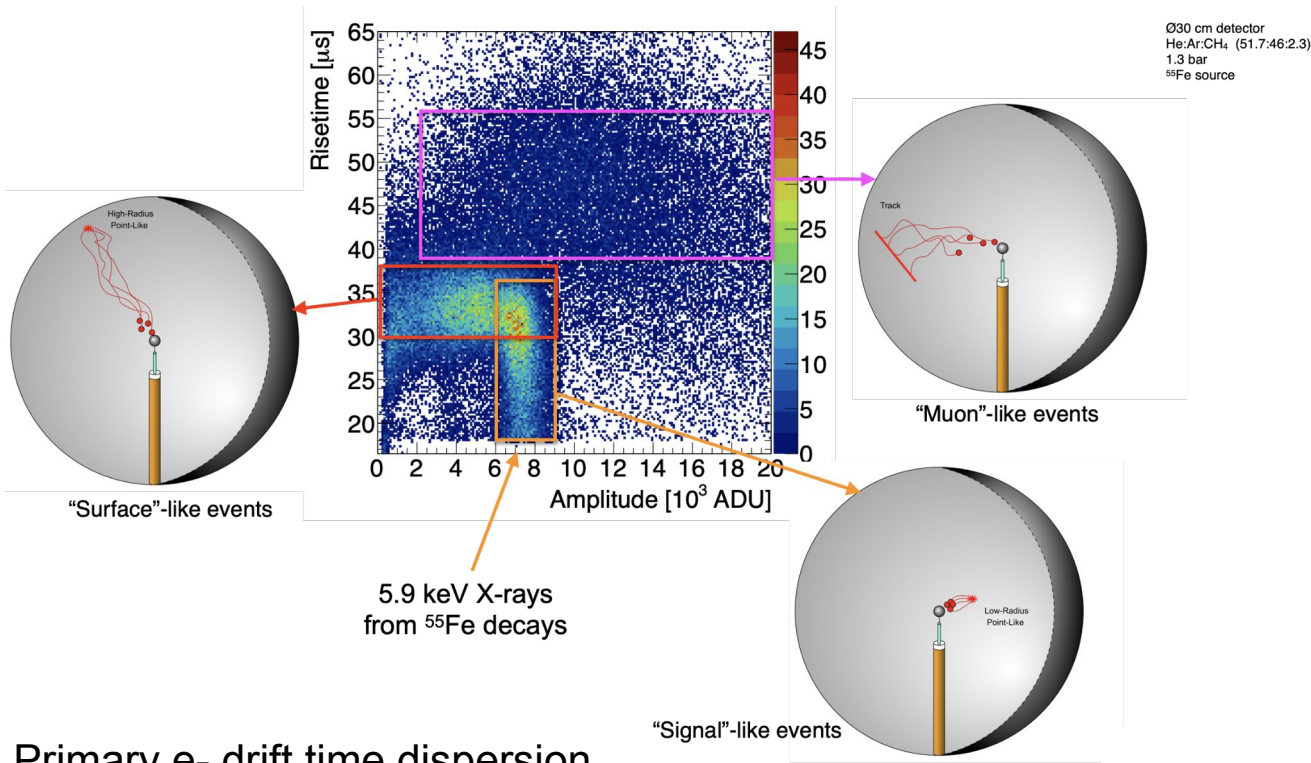 Ø30 cm detector
He:Ar:CH₄ (51.7:46:2.3)
1.3 bar
⁵⁵Fe source
Risetime [μs]
65
60
55
50
45
40
35
30
25
20
0 2 4 6 8 10 12 14 16 18 20
Amplitude [10³ ADU]
45
40
35
30
25
20
15
10
5
0
High-Radius
Point-Like
"Surface"-like events
Track
"Muon"-like events
5.9 keV X-rays
from ⁵⁵Fe decays
Low-Radius
Point-Like
"Signal"-like events
Primary e- drift time dispersion